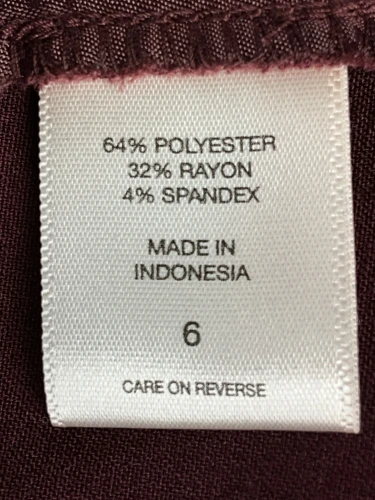 64% POLYESTER
32% RAYON
4% SPANDEX
MADE IN
INDONESIA
6
CARE ON REVERSE